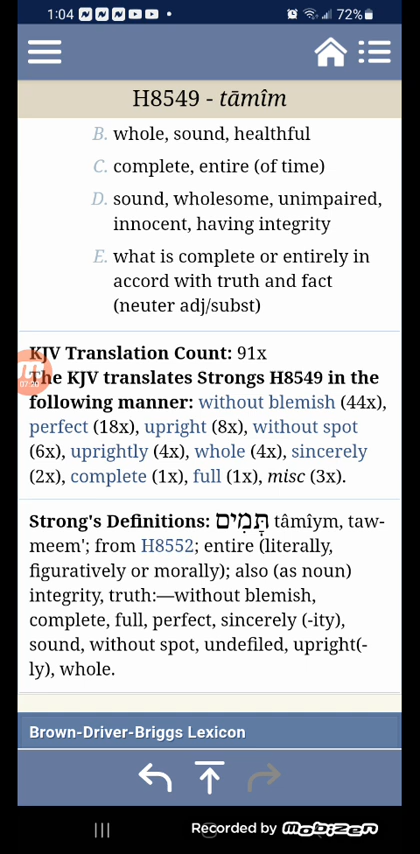 1:04 72%
H8549 - tāmîm
B. whole, sound, healthful
C. complete, entire (of time)
D. sound, wholesome, unimpaired,
innocent, having integrity
E. what is complete or entirely in
accord with truth and fact
(neuter adj/subst)
KJV Translation Count: 91x
The KJV translates Strongs H8549 in the
following manner: without blemish (44x),
perfect (18x), upright (8x), without spot
(6x), uprightly (4x), whole (4x), sincerely
(2x), complete (1x), full (1x), misc (3x).
Strong's Definitions: תָּמִים tâmîym, taw-
meem'; from H8552; entire (literally,
figuratively or morally); also (as noun)
integrity, truth:—without blemish,
complete, full, perfect, sincerely (-ity),
sound, without spot, undefiled, upright(-
ly), whole.
Brown-Driver-Briggs Lexicon
Recorded by Mobizen